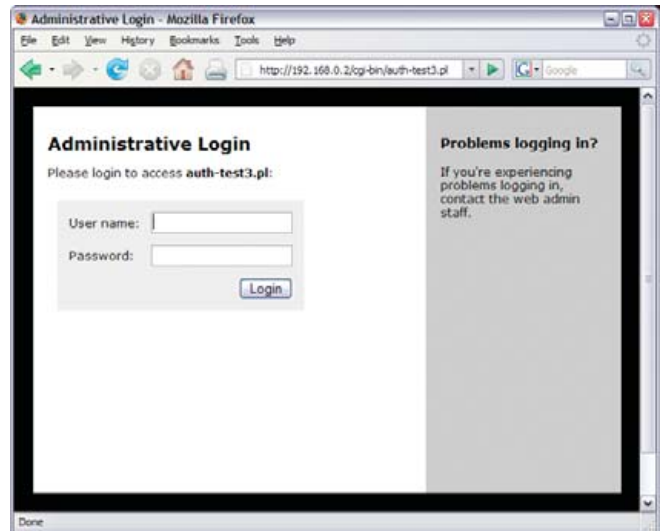 Administrative Login - Mozilla Firefox
File Edit View History Bookmarks Tools Help
http://192.168.0.2/cgi-bin/auth-test3.pl
G Google
Administrative Login
Please login to access auth-test3.pl:
User name:
Password:
Login
Problems logging in?
If you're experiencing
problems logging in,
contact the web admin
staff.
Done